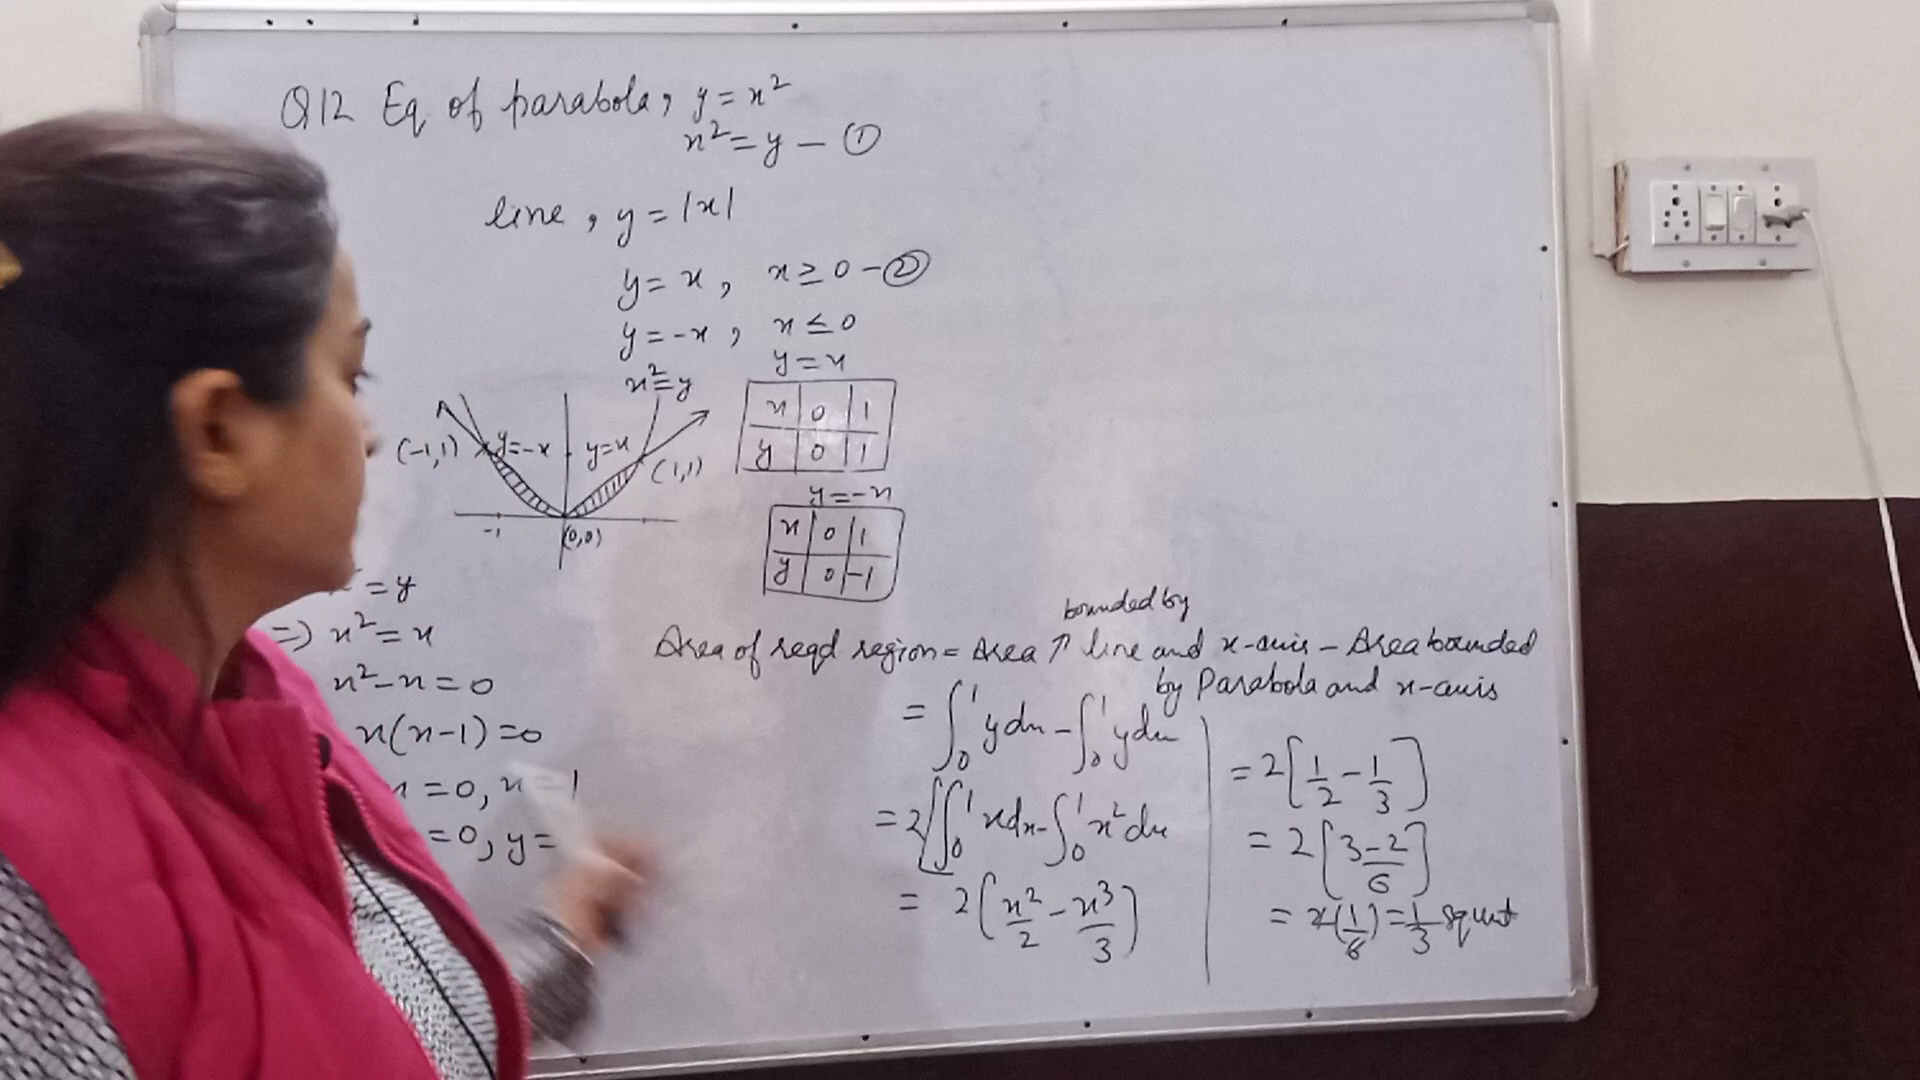 Q12 Eq of parabola, y = x²
x² = y — ①
line, y = |x|
y = x, x ≥ 0 — ②
y = -x, x ≤ 0
x² = y
y = x
x 0 1
y 0 1
(-1,1) y=-x y=x (1,1)
-1 (0,0)
y = -x
x 0 1
y 0 -1
= y
=> x² = x
x² - x = 0
x(x-1) = 0
x = 0, x = 1
= 0, y =
bounded by
Area of reqd region = Area ↑ line and x-axis - Area bounded
by Parabola and x-axis
= ∫₀¹ y dx - ∫₀¹ y dx
= 2[∫₀¹ x dx - ∫₀¹ x² dx
= 2(x²/2 - x³/3)
= 2[1/2 - 1/3]
= 2[3-2/6]
= 2(1/6) = 1/3 sq unit